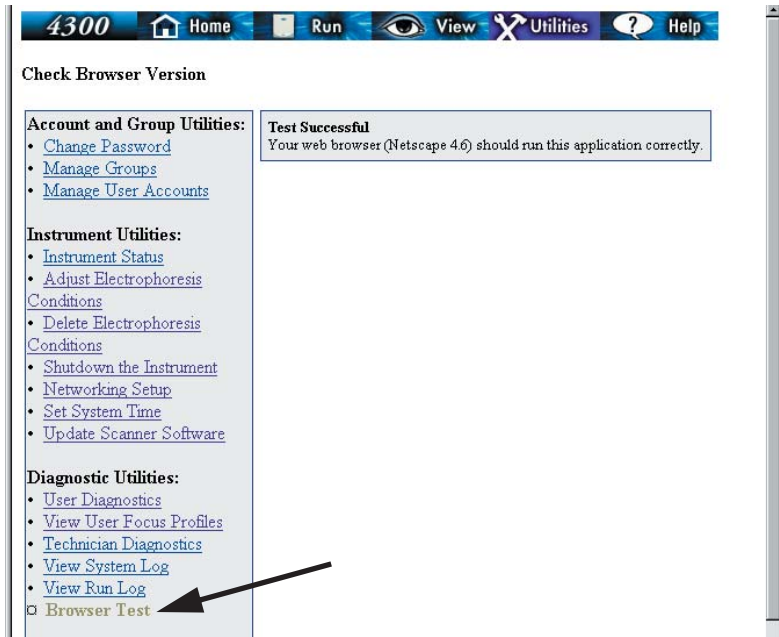 4300 Home Run View Utilities ? Help
Check Browser Version
Account and Group Utilities:
• Change Password
• Manage Groups
• Manage User Accounts
Instrument Utilities:
• Instrument Status
• Adjust Electrophoresis
Conditions
• Delete Electrophoresis
Conditions
• Shutdown the Instrument
• Networking Setup
• Set System Time
• Update Scanner Software
Diagnostic Utilities:
• User Diagnostics
• View User Focus Profiles
• Technician Diagnostics
• View System Log
• View Run Log
Browser Test
Test Successful
Your web browser (Netscape 4.6) should run this application correctly.